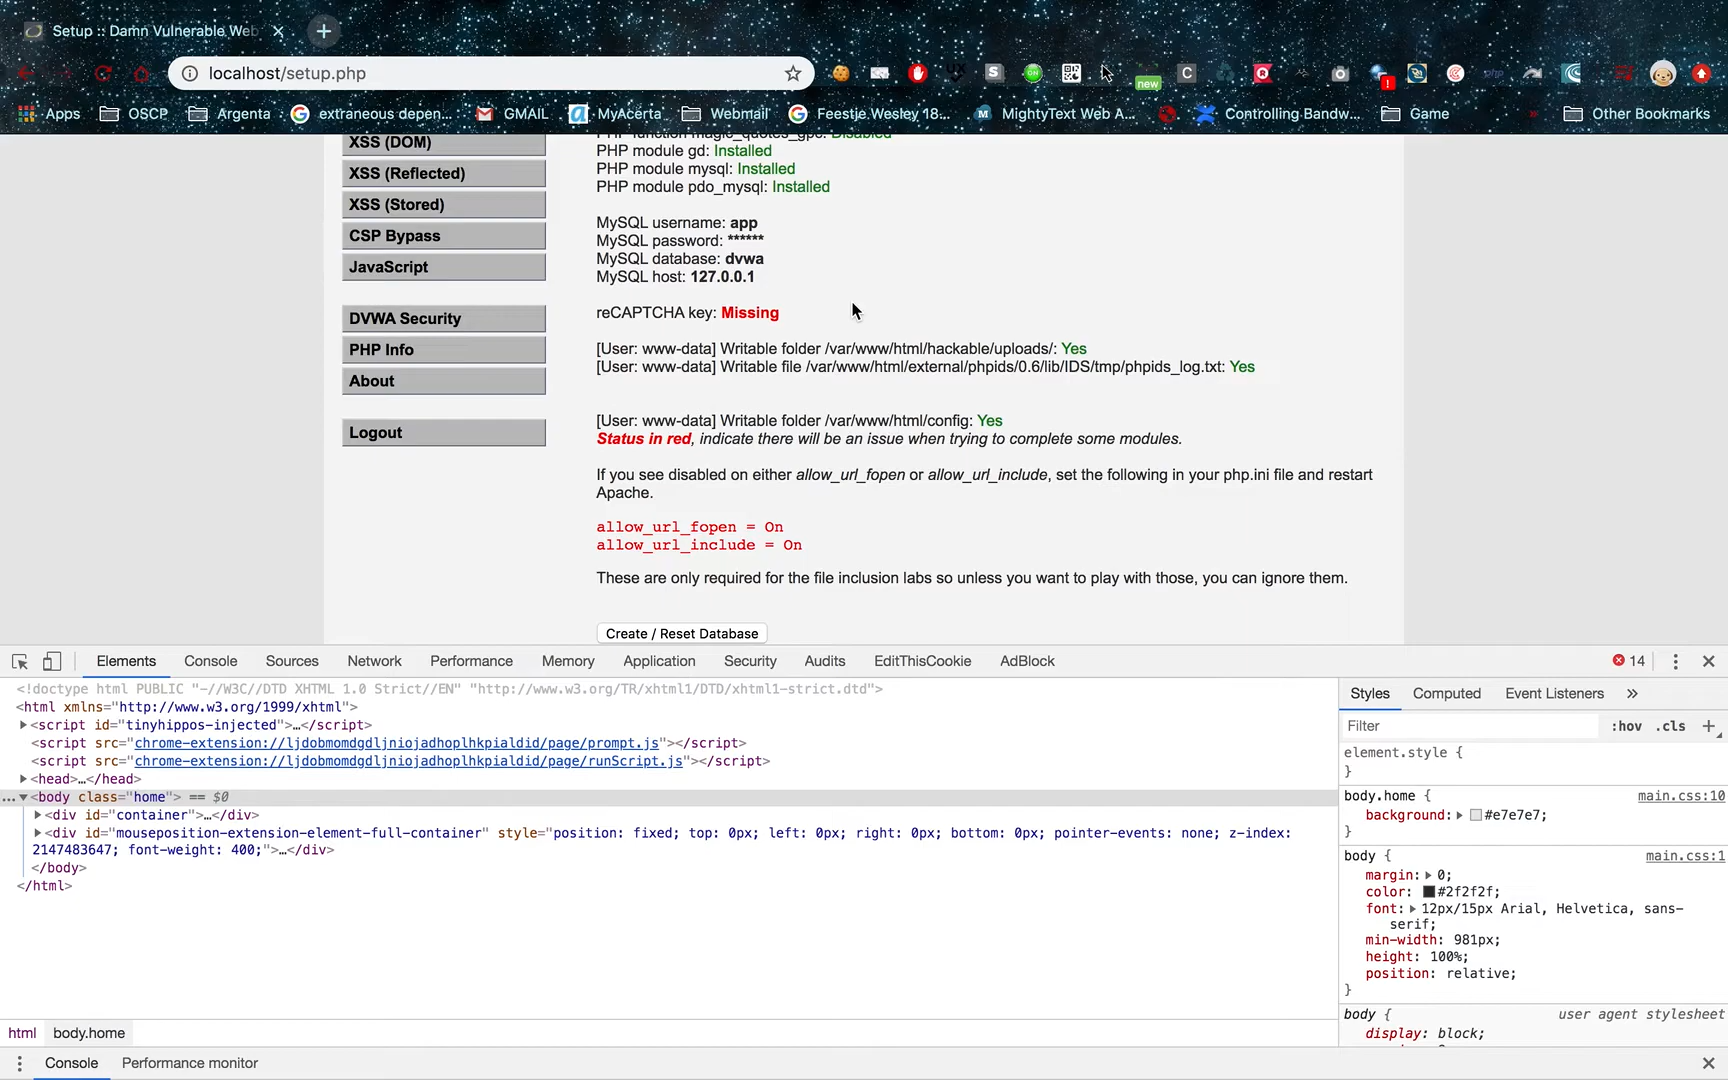 Setup :: Damn Vulnerable Web
localhost/setup.php
new
Apps
OSCP
Argenta
extraneous depen...
GMAIL
MyAcerta
Webmail
Feestje Wesley 18...
MightyText Web A...
Controlling Bandw...
Game
»
Other Bookmarks
XSS (DOM)
XSS (Reflected)
XSS (Stored)
CSP Bypass
JavaScript
DVWA Security
PHP Info
About
Logout
PHP function magic_quotes_gpc: Disabled
PHP module gd: Installed
PHP module mysql: Installed
PHP module pdo_mysql: Installed
MySQL username: app
MySQL password: ******
MySQL database: dvwa
MySQL host: 127.0.0.1
reCAPTCHA key: Missing
[User: www-data] Writable folder /var/www/html/hackable/uploads/: Yes
[User: www-data] Writable file /var/www/html/external/phpids/0.6/lib/IDS/tmp/phpids_log.txt: Yes
[User: www-data] Writable folder /var/www/html/config: Yes
Status in red, indicate there will be an issue when trying to complete some modules.
If you see disabled on either allow_url_fopen or allow_url_include, set the following in your php.ini file and restart
Apache.
allow_url_fopen = On
allow_url_include = On
These are only required for the file inclusion labs so unless you want to play with those, you can ignore them.
Create / Reset Database
Elements
Console
Sources
Network
Performance
Memory
Application
Security
Audits
EditThisCookie
AdBlock
14
<!doctype html PUBLIC "-//W3C//DTD XHTML 1.0 Strict//EN" "http://www.w3.org/TR/xhtml1/DTD/xhtml1-strict.dtd">
<html xmlns="http://www.w3.org/1999/xhtml">
<script id="tinyhippos-injected">…</script>
<script src="chrome-extension://ljdobmomdgdljniojadhoplhkpialdid/page/prompt.js"></script>
<script src="chrome-extension://ljdobmomdgdljniojadhoplhkpialdid/page/runScript.js"></script>
<head>…</head>
<body class="home"> == $0
<div id="container">…</div>
<div id="mouseposition-extension-element-full-container" style="position: fixed; top: 0px; left: 0px; right: 0px; bottom: 0px; pointer-events: none; z-index:
2147483647; font-weight: 400;">…</div>
</body>
</html>
html
body.home
Styles
Computed
Event Listeners
»
Filter
:hov
.cls
+
element.style {
}
body.home {
main.css:10
background: #e7e7e7;
}
body {
main.css:1
margin: 0;
color: #2f2f2f;
font: 12px/15px Arial, Helvetica, sans-
serif;
min-width: 981px;
height: 100%;
position: relative;
}
body {
user agent stylesheet
display: block;
Console
Performance monitor